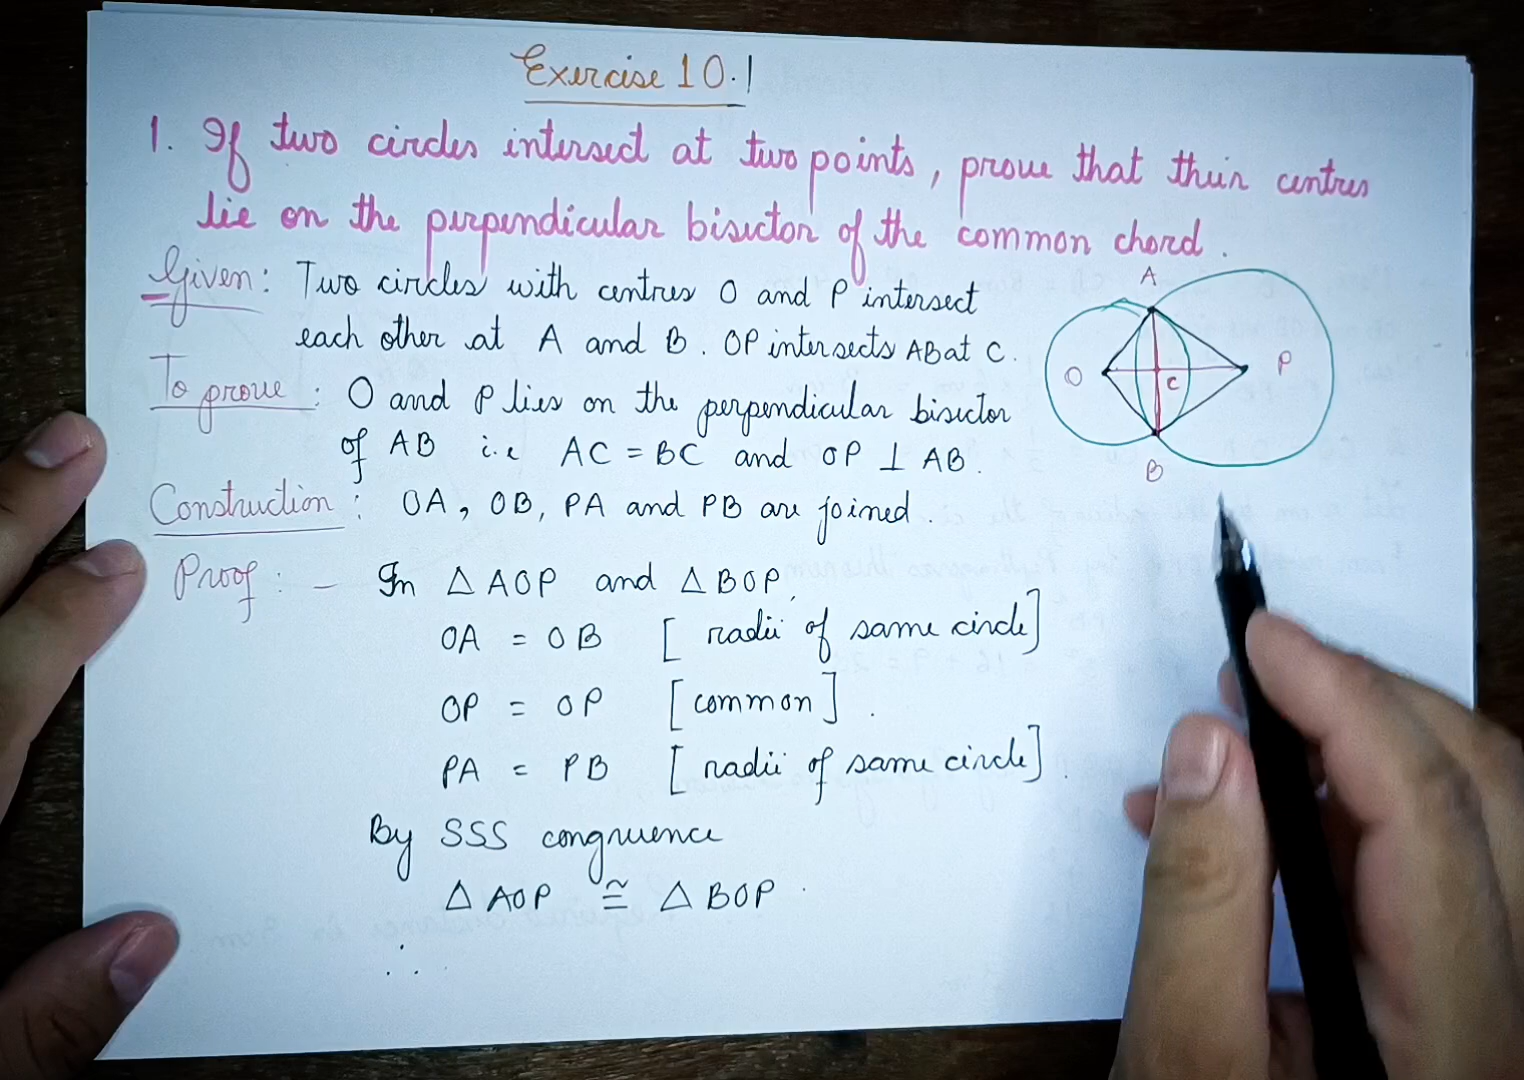 Exercise 10.1
1. If two circles intersect at two points, prove that their centres
lie on the perpendicular bisector of the common chord.
Given: Two circles with centres O and P intersect
each other at A and B. OP intersects AB at C.
To prove: O and P lies on the perpendicular bisector
of AB i.e AC = BC and OP ⊥ AB.
Construction: OA, OB, PA and PB are joined.
Proof: - In △ AOP and △ BOP,
OA = OB [radii of same circle]
OP = OP [common].
PA = PB [radii of same circle].
By SSS congruence
△ AOP ≅ △ BOP.
∴
A
O
C
P
B